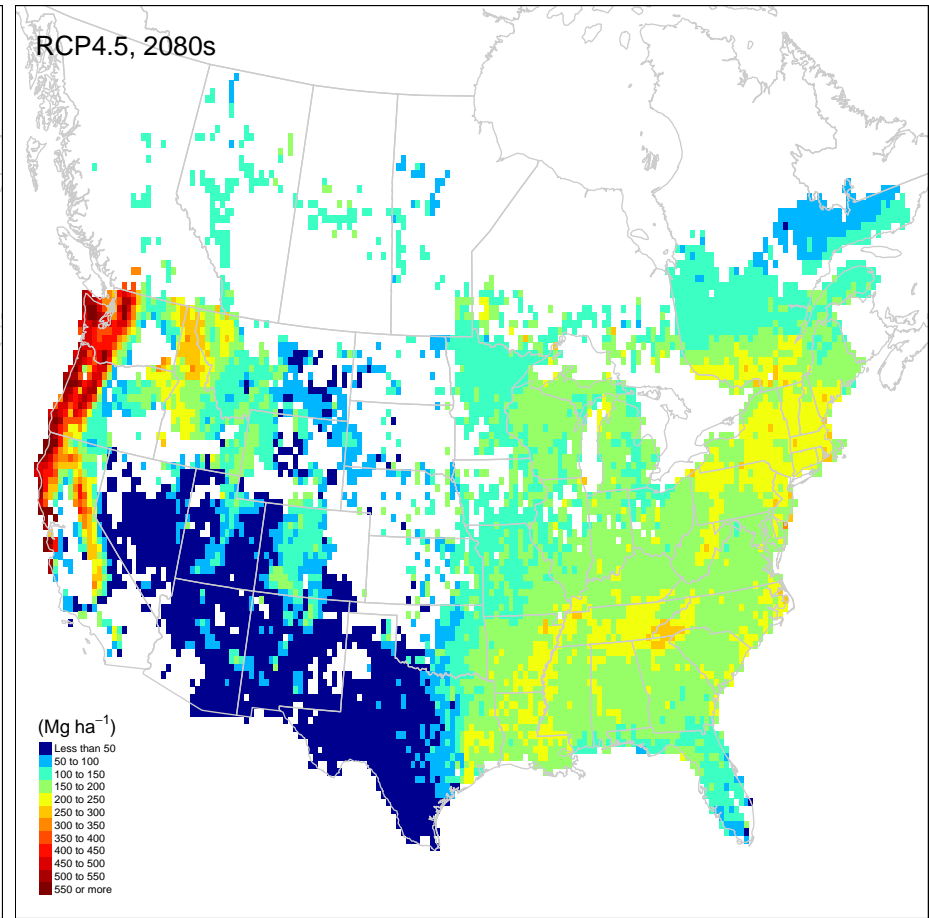 RCP4.5, 2080s
(Mg ha⁻¹)
Less than 50
50 to 100
100 to 150
150 to 200
200 to 250
250 to 300
300 to 350
350 to 400
400 to 450
450 to 500
500 to 550
550 or more